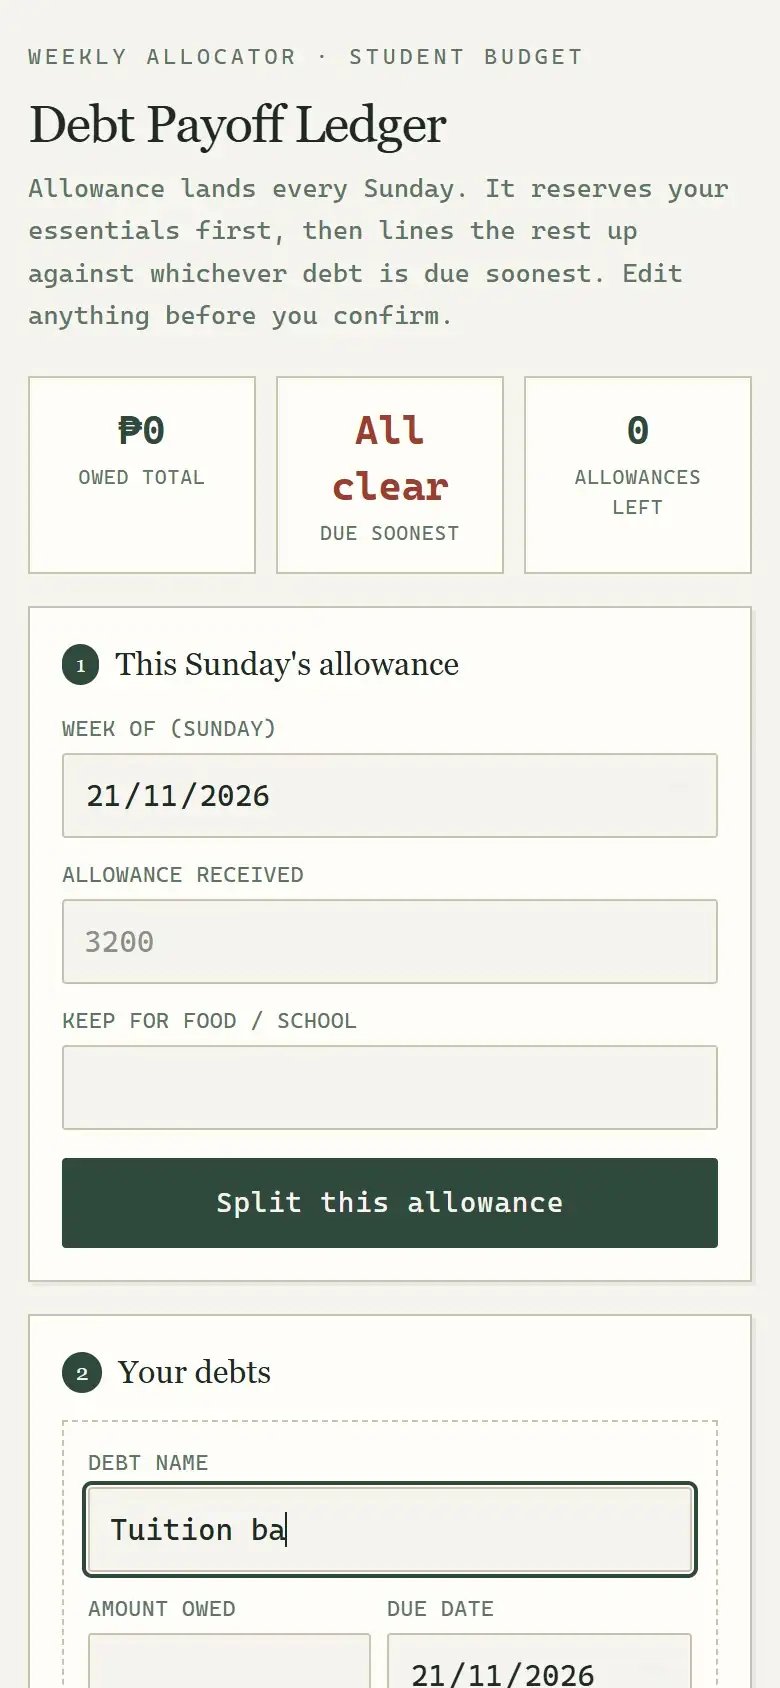 WEEKLY ALLOCATOR · STUDENT BUDGET
Debt Payoff Ledger
Allowance lands every Sunday. It reserves your
essentials first, then lines the rest up
against whichever debt is due soonest. Edit
anything before you confirm.
₱0
OWED TOTAL
All
clear
DUE SOONEST
0
ALLOWANCES
LEFT
1 This Sunday's allowance
WEEK OF (SUNDAY)
21/11/2026
ALLOWANCE RECEIVED
3200
KEEP FOR FOOD / SCHOOL
Split this allowance
2 Your debts
DEBT NAME
Tuition ba
AMOUNT OWED
DUE DATE
21/11/2026